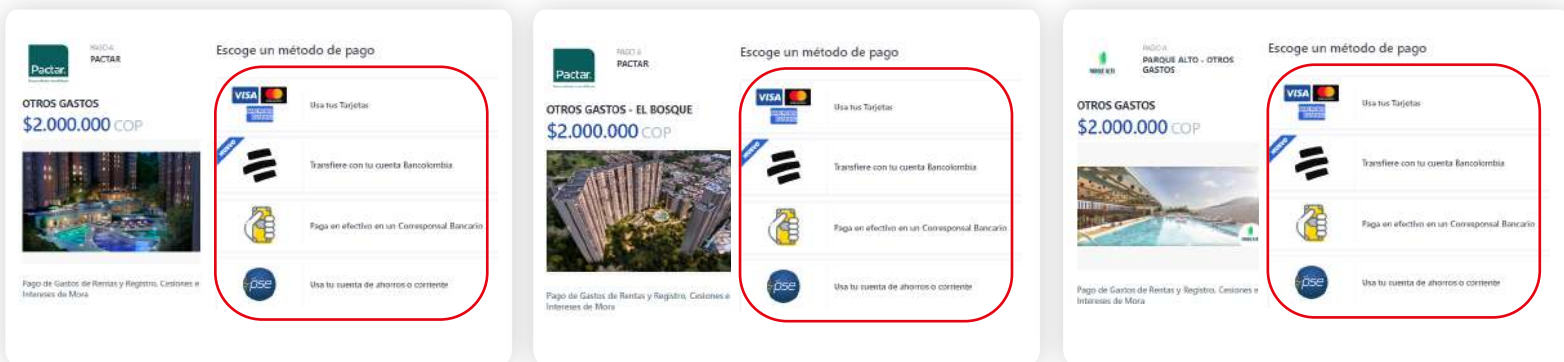 Pactar.
PAGO A
PACTAR
OTROS GASTOS
$2.000.000 COP
Pago de Gastos de Rentas y Registro, Cesiones e
Intereses de Mora
Escoge un método de pago
VISA
Usa tus Tarjetas
NUEVO
Transfiere con tu cuenta Bancolombia
Paga en efectivo en un Corresponsal Bancario
pse
Usa tu cuenta de ahorros o corriente
Pactar.
PAGO A
PACTAR
OTROS GASTOS - EL BOSQUE
$2.000.000 COP
Pago de Gastos de Rentas y Registro, Cesiones e
Intereses de Mora
Escoge un método de pago
VISA
Usa tus Tarjetas
NUEVO
Transfiere con tu cuenta Bancolombia
Paga en efectivo en un Corresponsal Bancario
pse
Usa tu cuenta de ahorros o corriente
PARQUE ALTO
PAGO A
PARQUE ALTO - OTROS
GASTOS
OTROS GASTOS
$2.000.000 COP
Pago de Gastos de Rentas y Registro, Cesiones e
Intereses de Mora
Escoge un método de pago
VISA
Usa tus Tarjetas
NUEVO
Transfiere con tu cuenta Bancolombia
Paga en efectivo en un Corresponsal Bancario
pse
Usa tu cuenta de ahorros o corriente